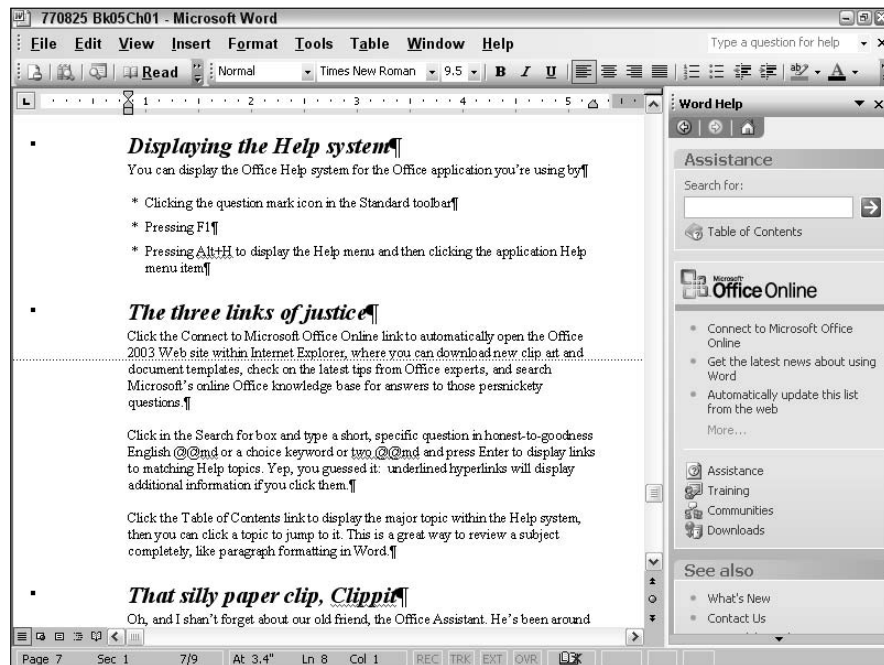 770825 Bk05Ch01 - Microsoft Word
File Edit View Insert Format Tools Table Window Help
Type a question for help
Read Normal Times New Roman 9.5 B I U
1 2 3 4 5
Displaying the Help system¶
You can display the Office Help system for the Office application you're using by¶
* Clicking the question mark icon in the Standard toolbar¶
* Pressing F1¶
* Pressing Alt+H to display the Help menu and then clicking the application Help
menu item¶
The three links of justice¶
Click the Connect to Microsoft Office Online link to automatically open the Office
2003 Web site within Internet Explorer, where you can download new clip art and
document templates, check on the latest tips from Office experts, and search
Microsoft's online Office knowledge base for answers to those persnickety
questions.¶
Click in the Search for box and type a short, specific question in honest-to-goodness
English @@md or a choice keyword or two @@md and press Enter to display links
to matching Help topics. Yep, you guessed it: underlined hyperlinks will display
additional information if you click them.¶
Click the Table of Contents link to display the major topic within the Help system,
then you can click a topic to jump to it. This is a great way to review a subject
completely, like paragraph formatting in Word.¶
That silly paper clip, Clippit¶
Oh, and I shan't forget about our old friend, the Office Assistant. He's been around
Word Help
Assistance
Search for:
Table of Contents
Microsoft
Office Online
Connect to Microsoft Office
Online
Get the latest news about using
Word
Automatically update this list
from the web
More...
Assistance
Training
Communities
Downloads
See also
What's New
Contact Us
Page 7 Sec 1 7/9 At 3.4" Ln 8 Col 1 REC TRK EXT OVR